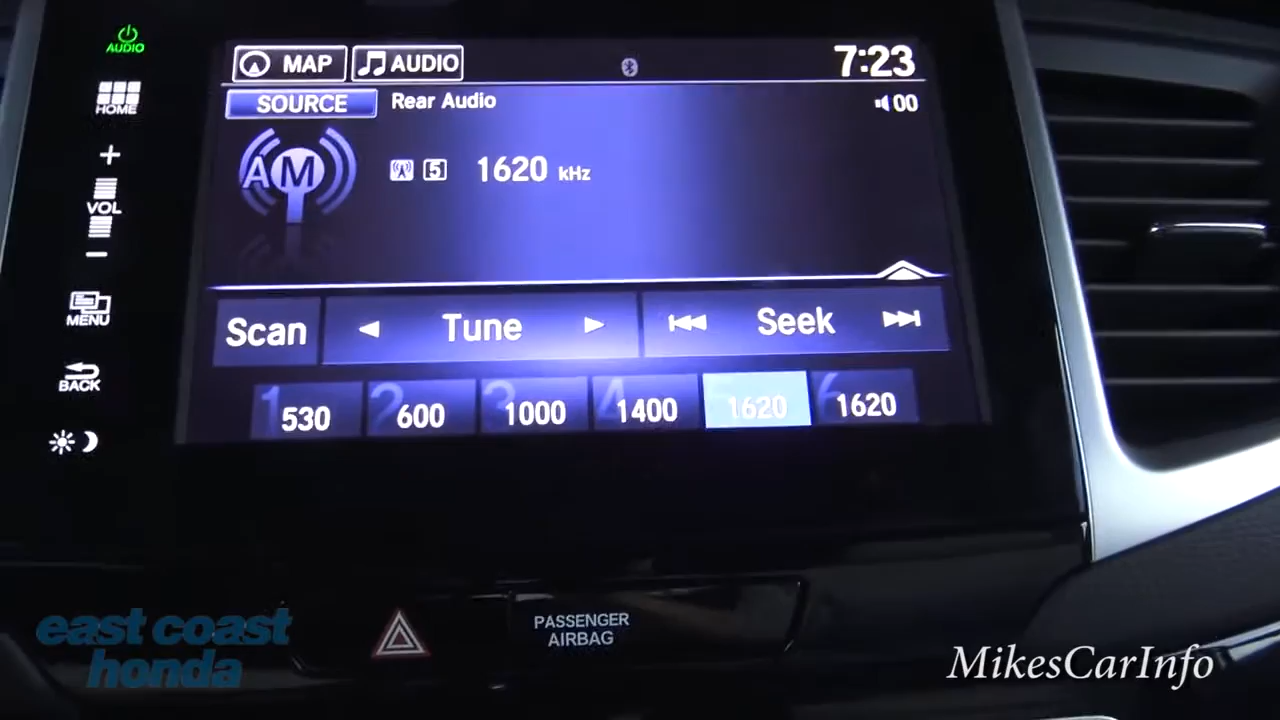 AUDIO
MAP AUDIO 7:23
HOME
SOURCE Rear Audio 00
AM 5 1620 kHz
+
VOL
−
MENU
Scan Tune Seek
BACK
1 2 3 4 6
530 600 1000 1400 1620 1620
PASSENGER
AIRBAG
east coast
honda
MikesCarInfo